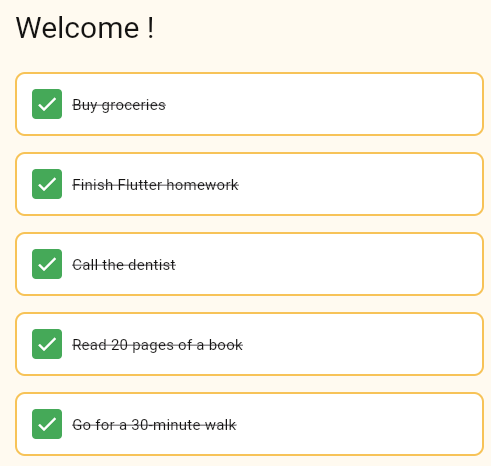 Welcome !
Buy groceries
Finish Flutter homework
Call the dentist
Read 20 pages of a book
Go for a 30-minute walk